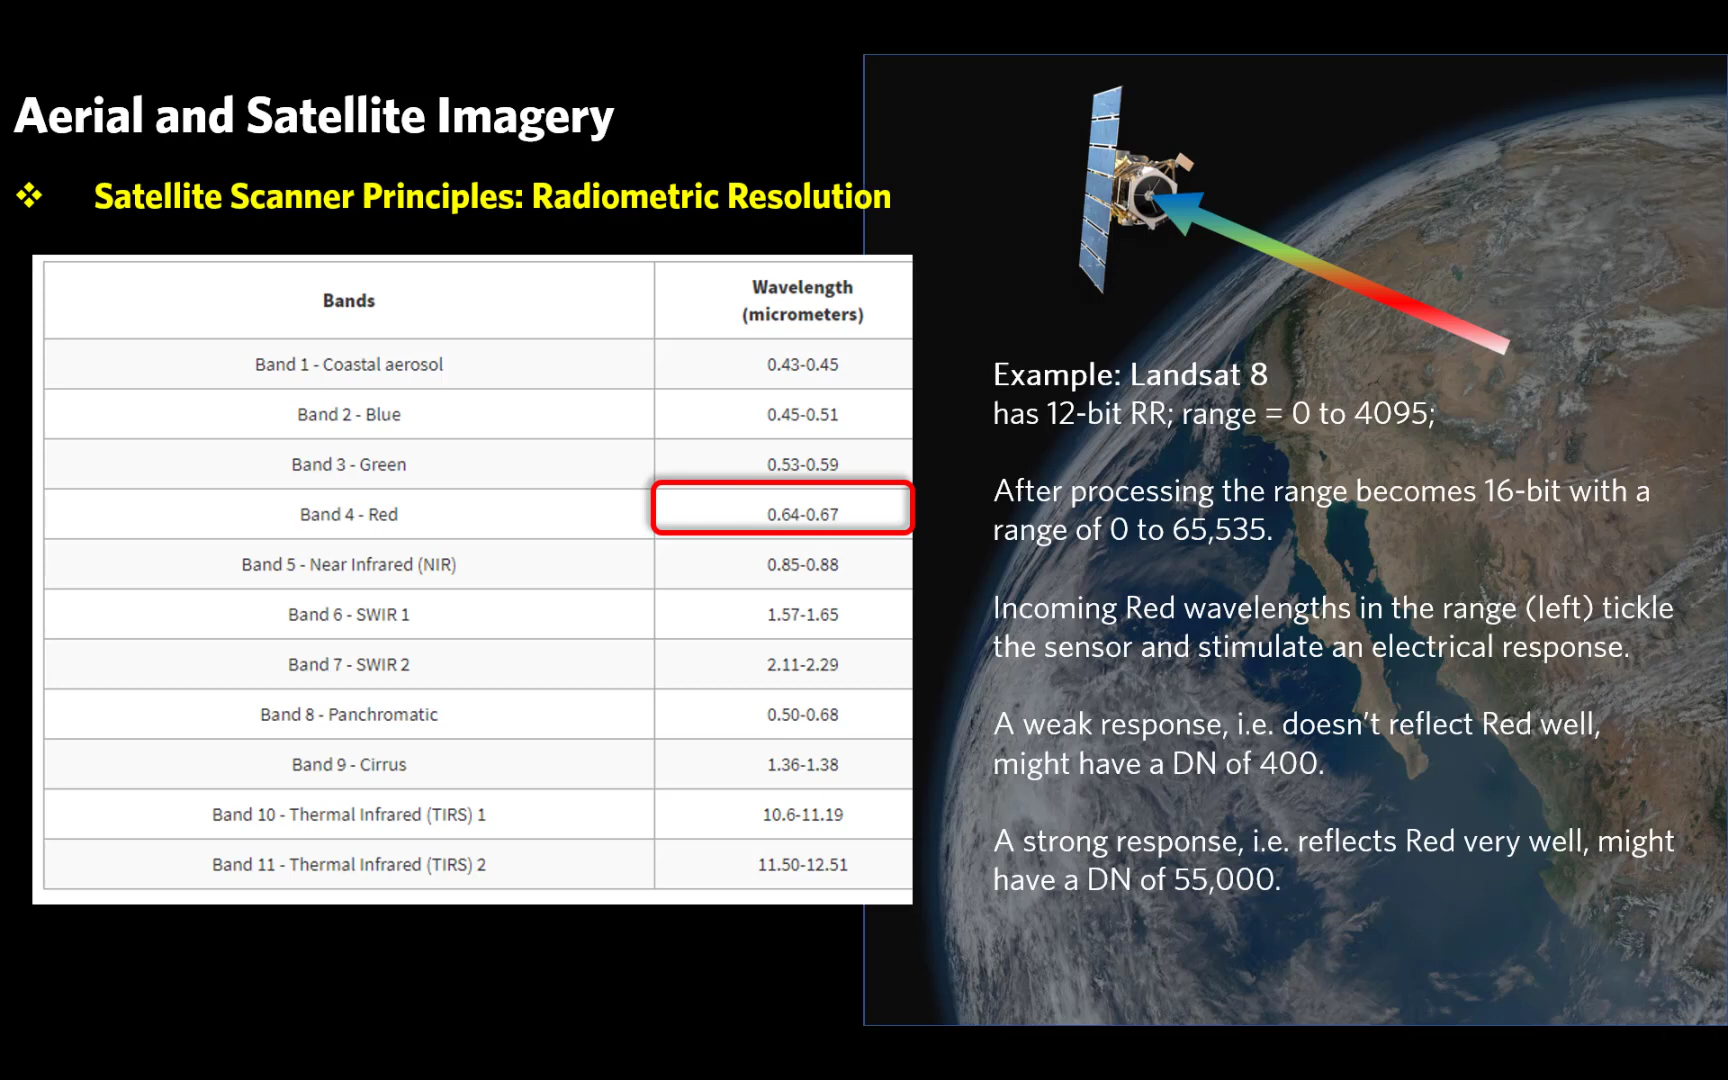 Aerial and Satellite Imagery
❖ Satellite Scanner Principles: Radiometric Resolution
Bands Wavelength (micrometers)
Band 1 - Coastal aerosol 0.43-0.45
Band 2 - Blue 0.45-0.51
Band 3 - Green 0.53-0.59
Band 4 - Red 0.64-0.67
Band 5 - Near Infrared (NIR) 0.85-0.88
Band 6 - SWIR 1 1.57-1.65
Band 7 - SWIR 2 2.11-2.29
Band 8 - Panchromatic 0.50-0.68
Band 9 - Cirrus 1.36-1.38
Band 10 - Thermal Infrared (TIRS) 1 10.6-11.19
Band 11 - Thermal Infrared (TIRS) 2 11.50-12.51
Example: Landsat 8
has 12-bit RR; range = 0 to 4095;
After processing the range becomes 16-bit with a
range of 0 to 65,535.
Incoming Red wavelengths in the range (left) tickle
the sensor and stimulate an electrical response.
A weak response, i.e. doesn't reflect Red well,
might have a DN of 400.
A strong response, i.e. reflects Red very well, might
have a DN of 55,000.